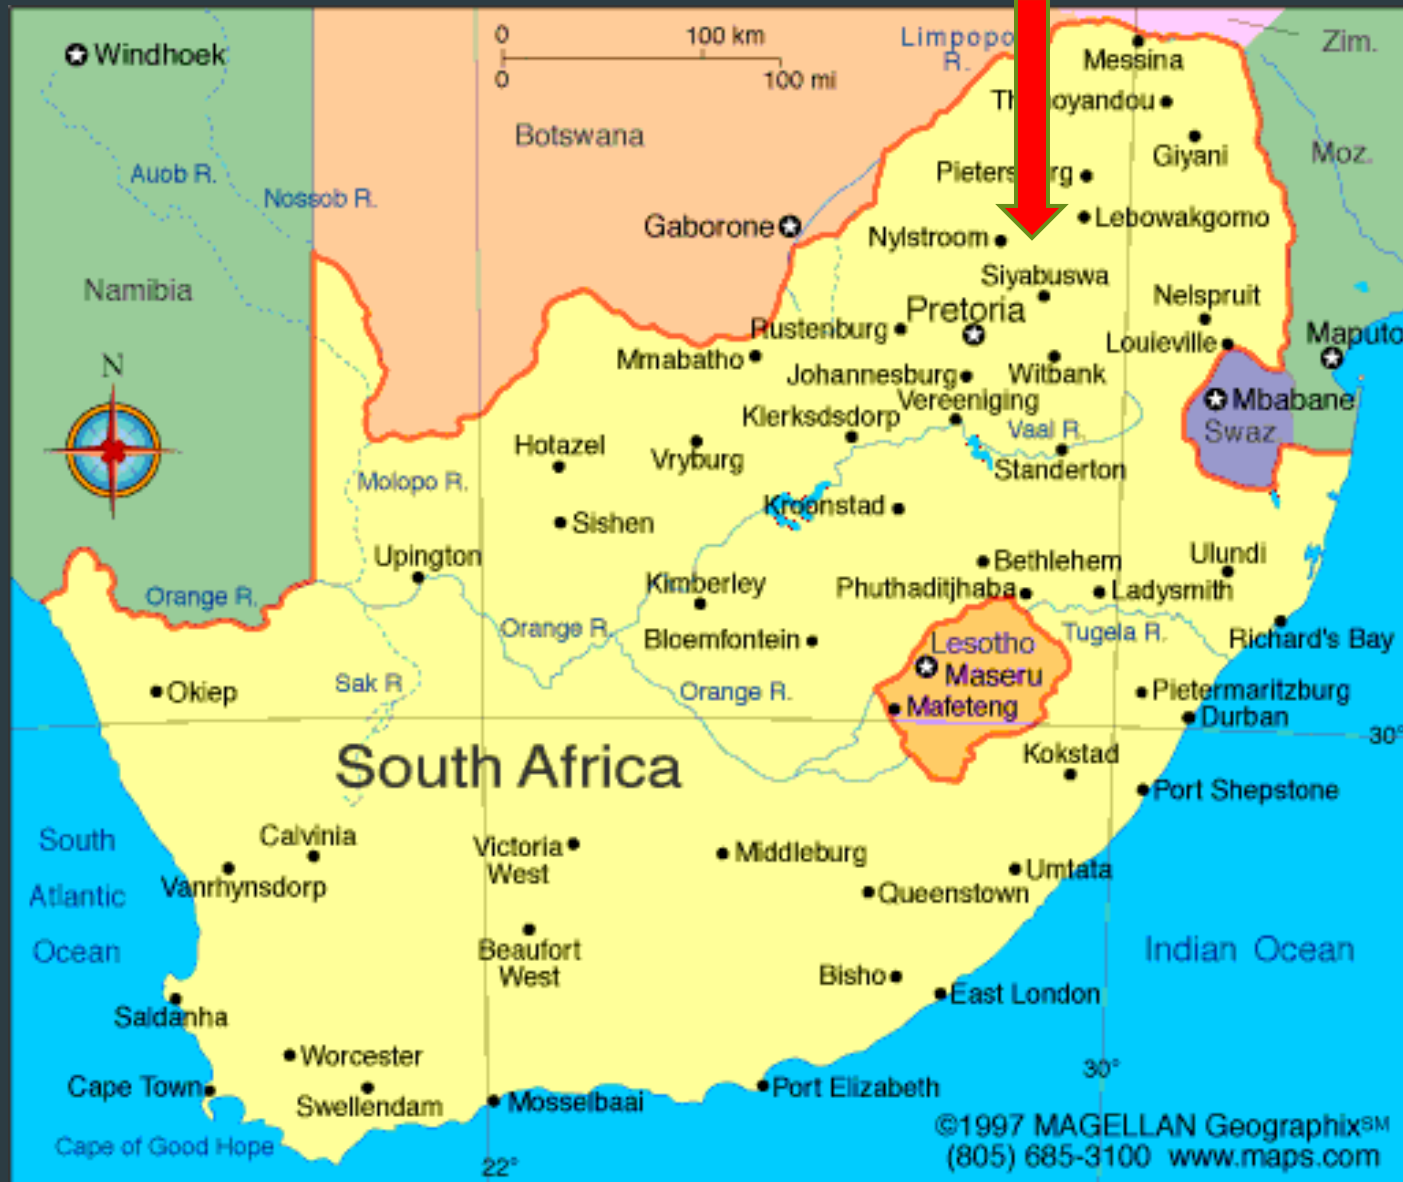 Windhoek
0 100 km
0 100 mi
Limpopo
R.
Zim.
Messina
Botswana
Giyani
Moz.
Auob R.
Nossob R.
Lebowakgomo
Gaborone
Nylstroom
Siyabuswa
Namibia
Nelspruit
Pretoria
Rustenburg
Maputo
Louieville
Mmabatho
N
Johannesburg
Witbank
Vereeniging
Mbabane
Klerksdsdorp
Vaal R.
Swaz
Hotazel
Vryburg
Standerton
Molopo R.
Kroonstad
Sishen
Upington
Bethlehem
Ulundi
Kimberley
Phuthaditjhaba
Ladysmith
Orange R.
Orange R.
Tugela R.
Bloemfontein
Lesotho
Richard's Bay
Maseru
Sak R
Okiep
Orange R.
Pietermaritzburg
Mafeteng
Durban
30°
South Africa
Kokstad
Port Shepstone
South
Atlantic
Ocean
Calvinia
Vanrhynsdorp
Victoria
West
Middleburg
Umtata
Queenstown
Beaufort
West
Indian Ocean
Bisho
East London
Saldanha
Worcester
30°
Cape Town
Swellendam
Mosselbaai
Port Elizabeth
Cape of Good Hope
22°
©1997 MAGELLAN Geographix℠
(805) 685-3100 www.maps.com